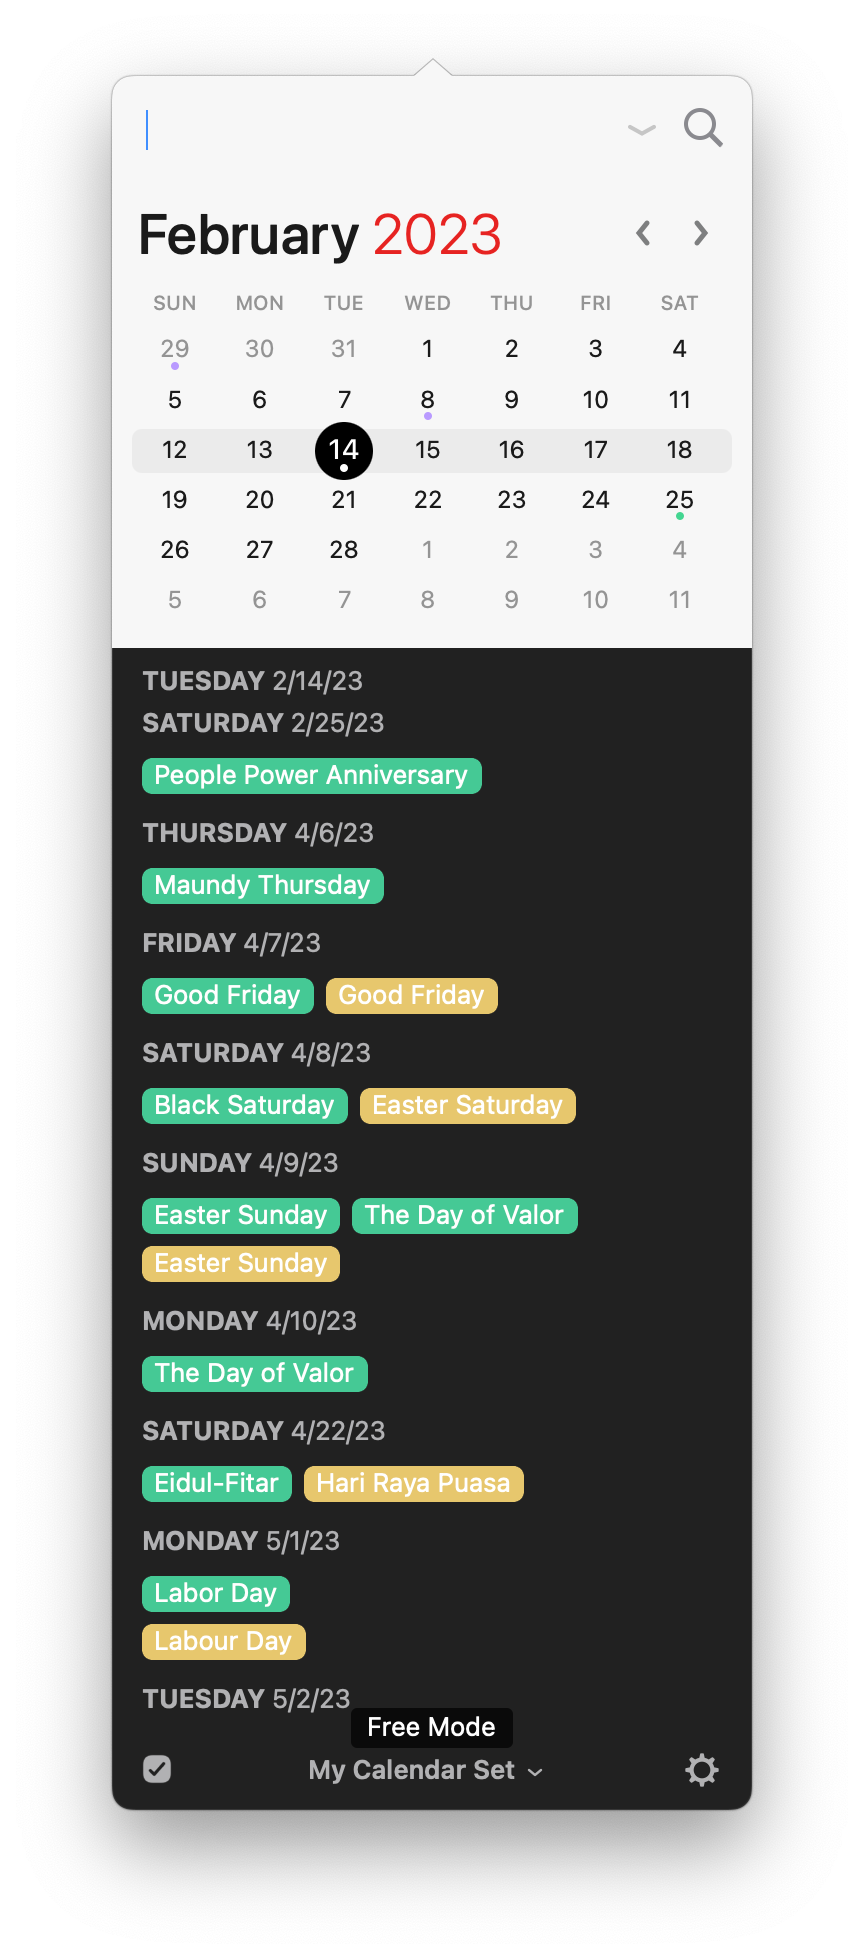 February 2023
SUN MON TUE WED THU FRI SAT
29 30 31 1 2 3 4
5 6 7 8 9 10 11
12 13 14 15 16 17 18
19 20 21 22 23 24 25
26 27 28 1 2 3 4
5 6 7 8 9 10 11
TUESDAY 2/14/23
SATURDAY 2/25/23
People Power Anniversary
THURSDAY 4/6/23
Maundy Thursday
FRIDAY 4/7/23
Good Friday Good Friday
SATURDAY 4/8/23
Black Saturday Easter Saturday
SUNDAY 4/9/23
Easter Sunday The Day of Valor
Easter Sunday
MONDAY 4/10/23
The Day of Valor
SATURDAY 4/22/23
Eidul-Fitar Hari Raya Puasa
MONDAY 5/1/23
Labor Day
Labour Day
TUESDAY 5/2/23
Free Mode
My Calendar Set